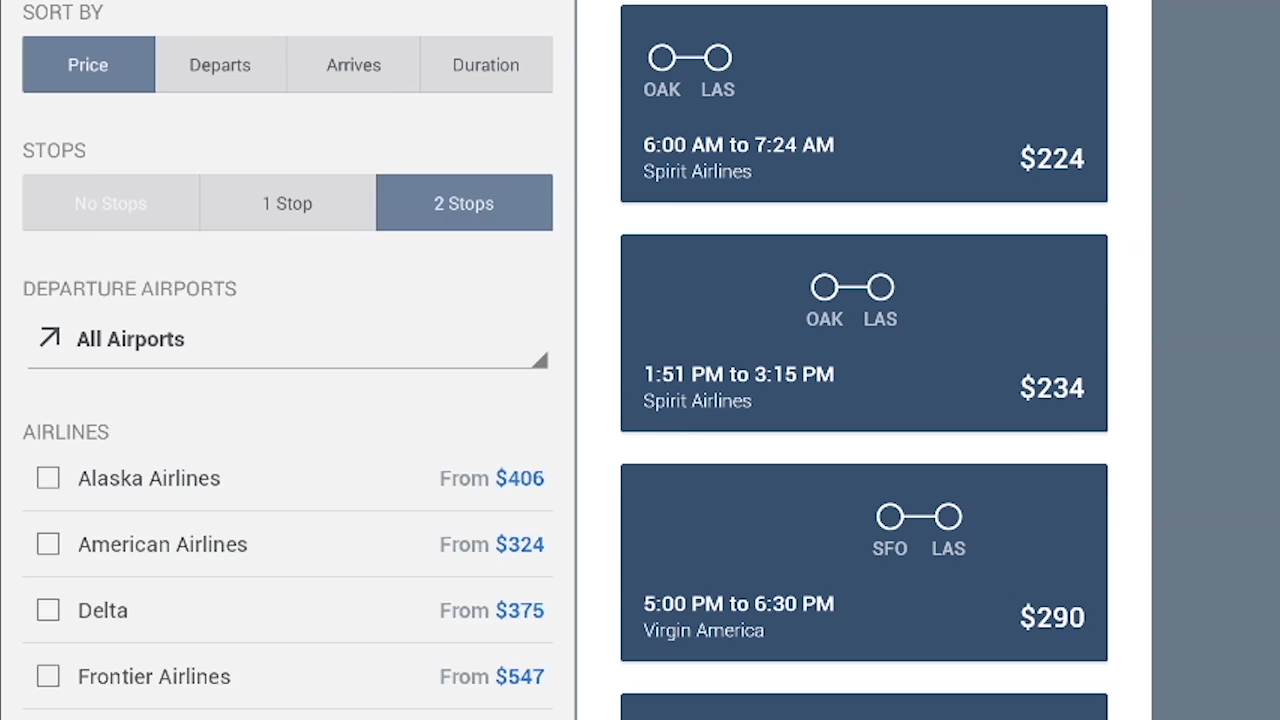 SORT BY
Price Departs Arrives Duration
STOPS
No Stops 1 Stop 2 Stops
DEPARTURE AIRPORTS
All Airports
AIRLINES
Alaska Airlines From $406
American Airlines From $324
Delta From $375
Frontier Airlines From $547
OAK LAS
6:00 AM to 7:24 AM
Spirit Airlines
$224
OAK LAS
1:51 PM to 3:15 PM
Spirit Airlines
$234
SFO LAS
5:00 PM to 6:30 PM
Virgin America
$290